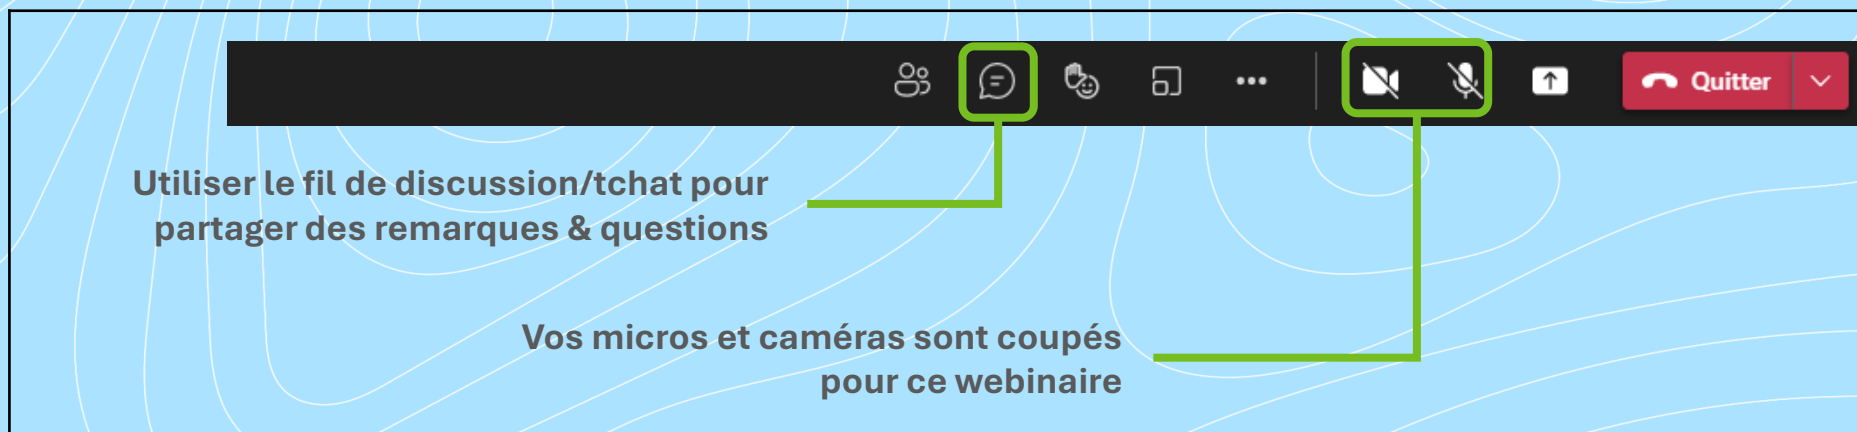 Quitter
Utiliser le fil de discussion/tchat pour
partager des remarques & questions
Vos micros et caméras sont coupés
pour ce webinaire